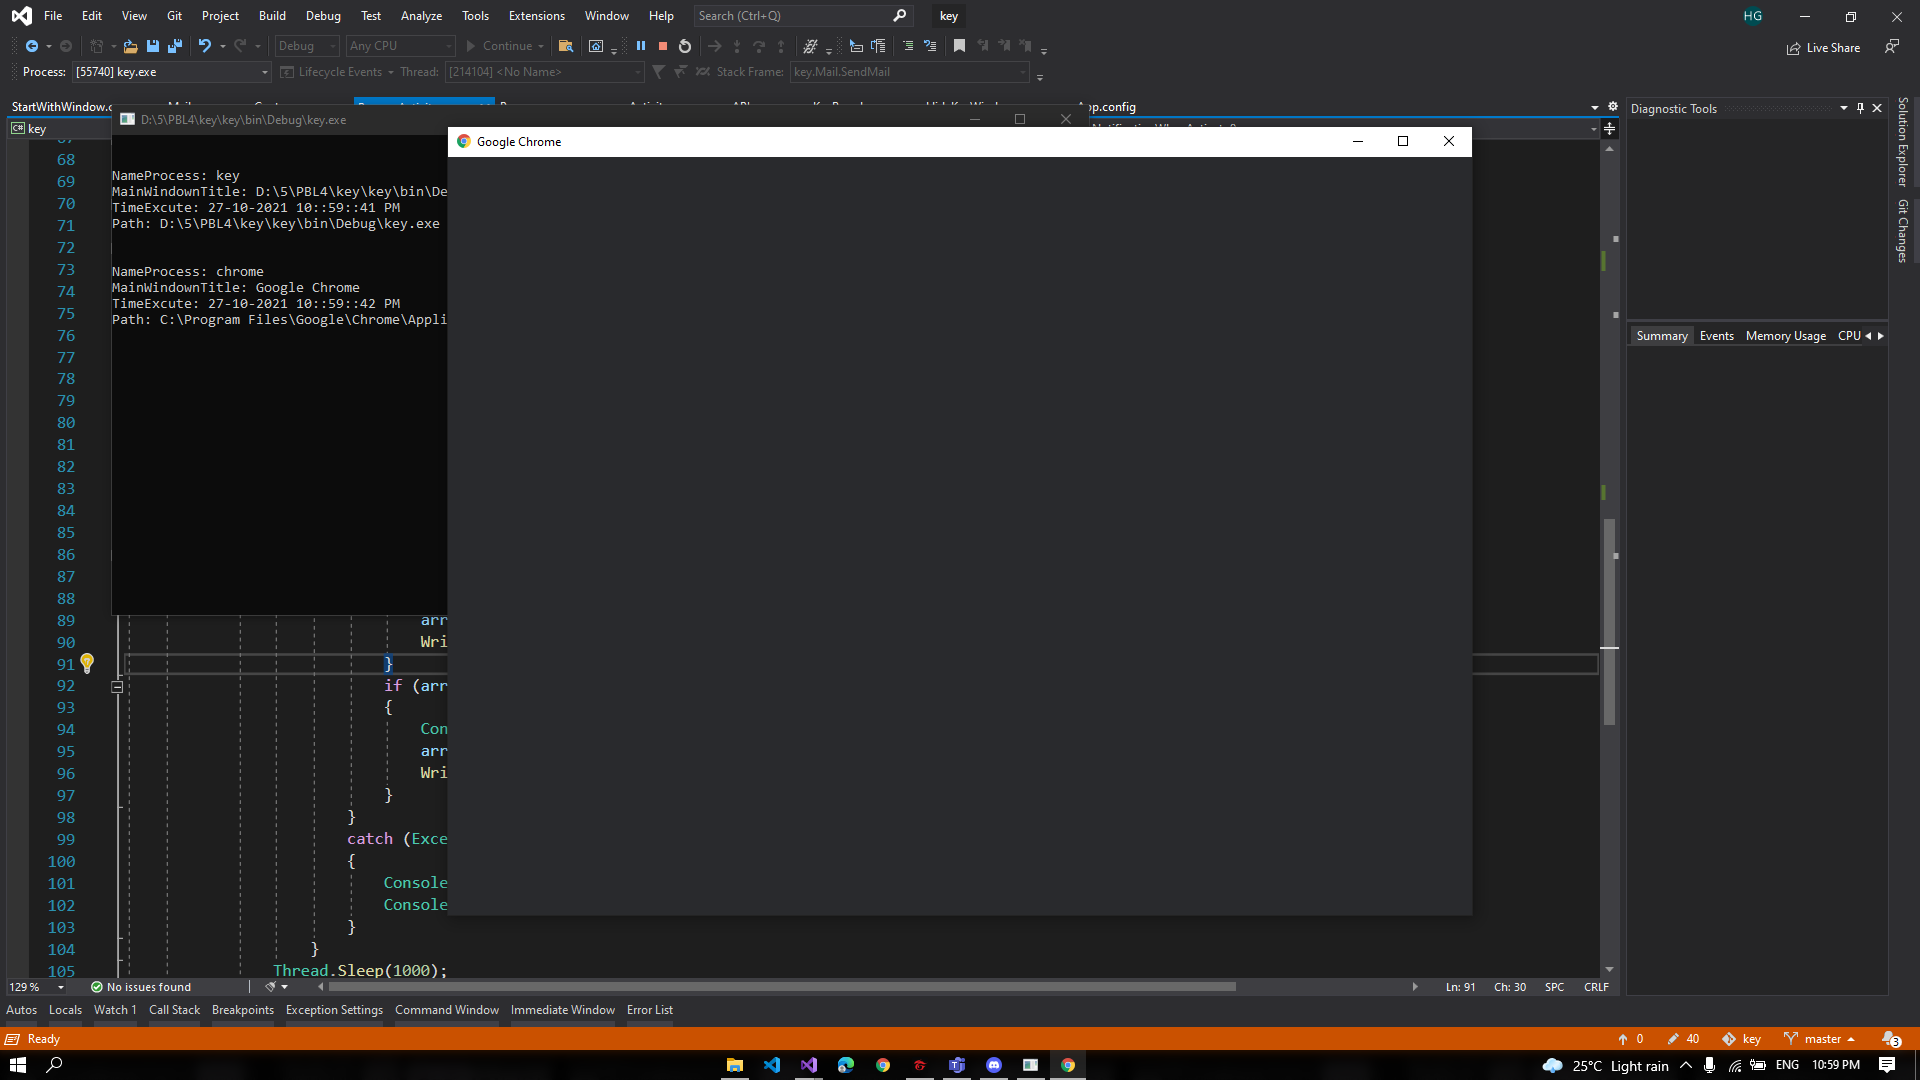 File Edit View Git Project Build Debug Test Analyze Tools Extensions Window Help Search (Ctrl+Q) key HG
Debug Any CPU Continue Live Share
Process: [55740] key.exe Lifecycle Events Thread: [214104] <No Name> Stack Frame: key.Mail.SendMail
StartWithWindow.c App.config
Diagnostic Tools
key
D:\5\PBL4\key\key\bin\Debug\key.exe
Google Chrome
NameProcess: key
MainWindownTitle: D:\5\PBL4\key\key\bin\De
TimeExcute: 27-10-2021 10::59::41 PM
Path: D:\5\PBL4\key\key\bin\Debug\key.exe
NameProcess: chrome
MainWindownTitle: Google Chrome
TimeExcute: 27-10-2021 10::59::42 PM
Path: C:\Program Files\Google\Chrome\Appli
68
69
70
71
72
73
74
75
76
77
78
79
80
81
82
83
84
85
86
87
88
89 arr
90 Wri
91 }
92 if (arr
93 {
94 Con
95 arr
96 Wri
97 }
98 }
99 catch (Exce
100 {
101 Console
102 Console
103 }
104 }
105 Thread.Sleep(1000);
Summary Events Memory Usage CPU
Solution Explorer
Git Changes
129 % No issues found Ln: 91 Ch: 30 SPC CRLF
Autos Locals Watch 1 Call Stack Breakpoints Exception Settings Command Window Immediate Window Error List
Ready 0 40 key master 3
25°C Light rain ENG 10:59 PM